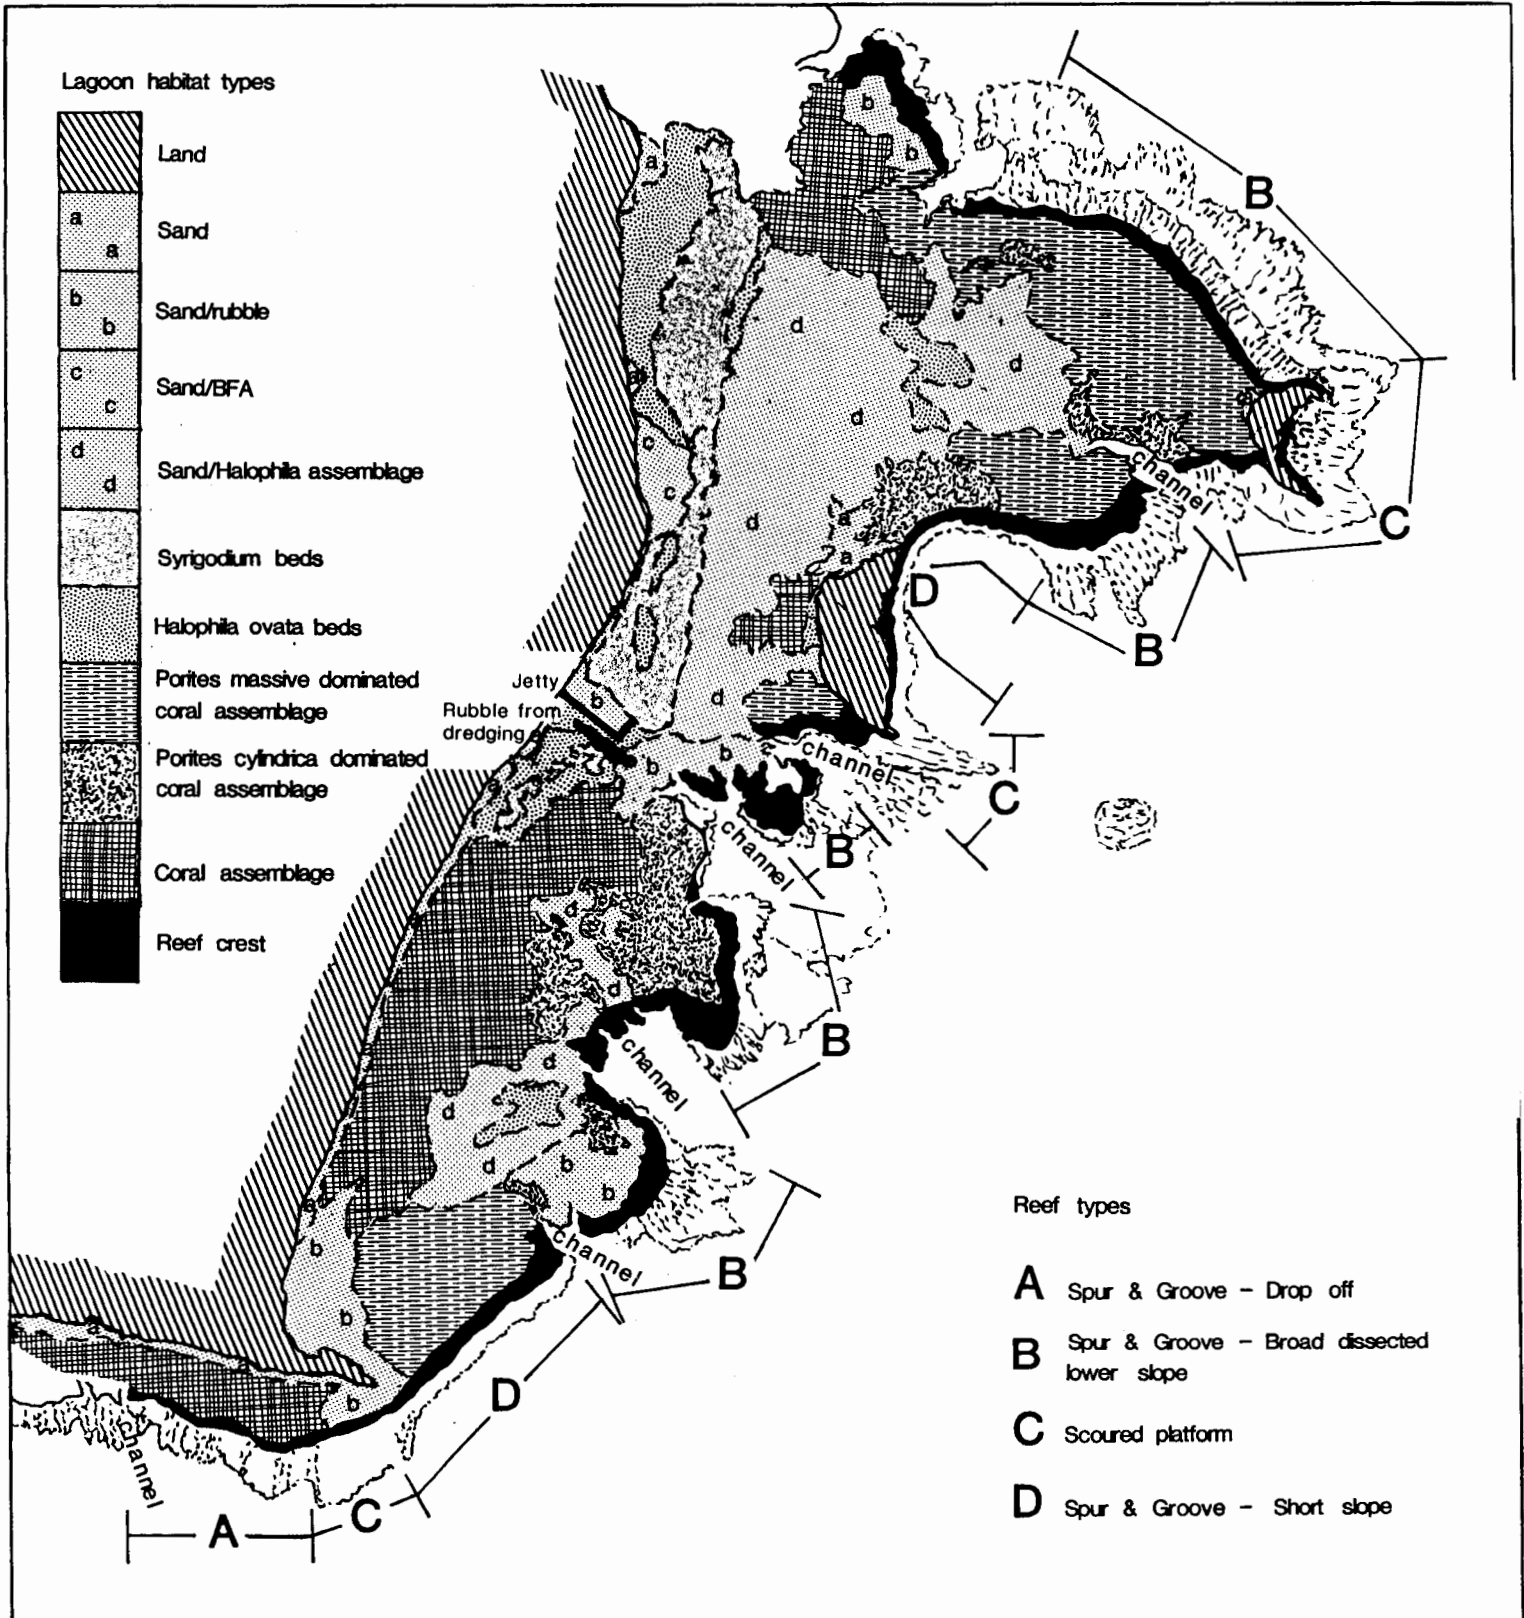 Lagoon habitat types
Land
a
a
Sand
b
b
Sand/rubble
c
c
Sand/BFA
d
d
Sand/Halophila assemblage
Syrigodium beds
Halophila ovata beds
Porites massive dominated
coral assemblage
Porites cylindrica dominated
coral assemblage
Coral assemblage
Reef crest
b
b
a
B
d
d
a
d
c
c
channel
d
a
a
C
D
B
Jetty
b
d
Rubble from
dredging
b
b
channel
C
channel
B
d
d
channel
B
d
d
d
b
b
b
channel
B
b
a
a
b
D
channel
A
C
Reef types
A Spur & Groove - Drop off
B Spur & Groove - Broad dissected
lower slope
C Scoured platform
D Spur & Groove - Short slope